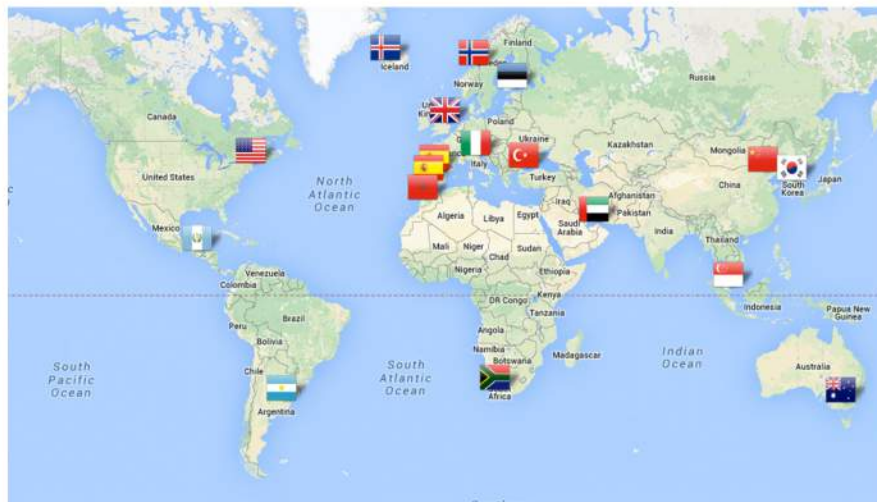 Iceland
Finland
Norway
Russia
Canada
Poland
Ukraine
Kazakhstan
Mongolia
Italy
Turkey
United States
China
South
Korea
Japan
North
Atlantic
Ocean
Afghanistan
Iraq
Pakistan
Algeria
Libya
Egypt
Saudi
Arabia
India
Mexico
Mali
Niger
Chad
Sudan
Thailand
Nigeria
Ethiopia
Venezuela
Colombia
DR Congo
Kenya
Tanzania
Indonesia
Papua New
Guinea
Peru
Brazil
Angola
Bolivia
Namibia
Botswana
Madagascar
Indian
Ocean
Australia
South
Pacific
Ocean
Chile
South
Atlantic
Ocean
Africa
Argentina